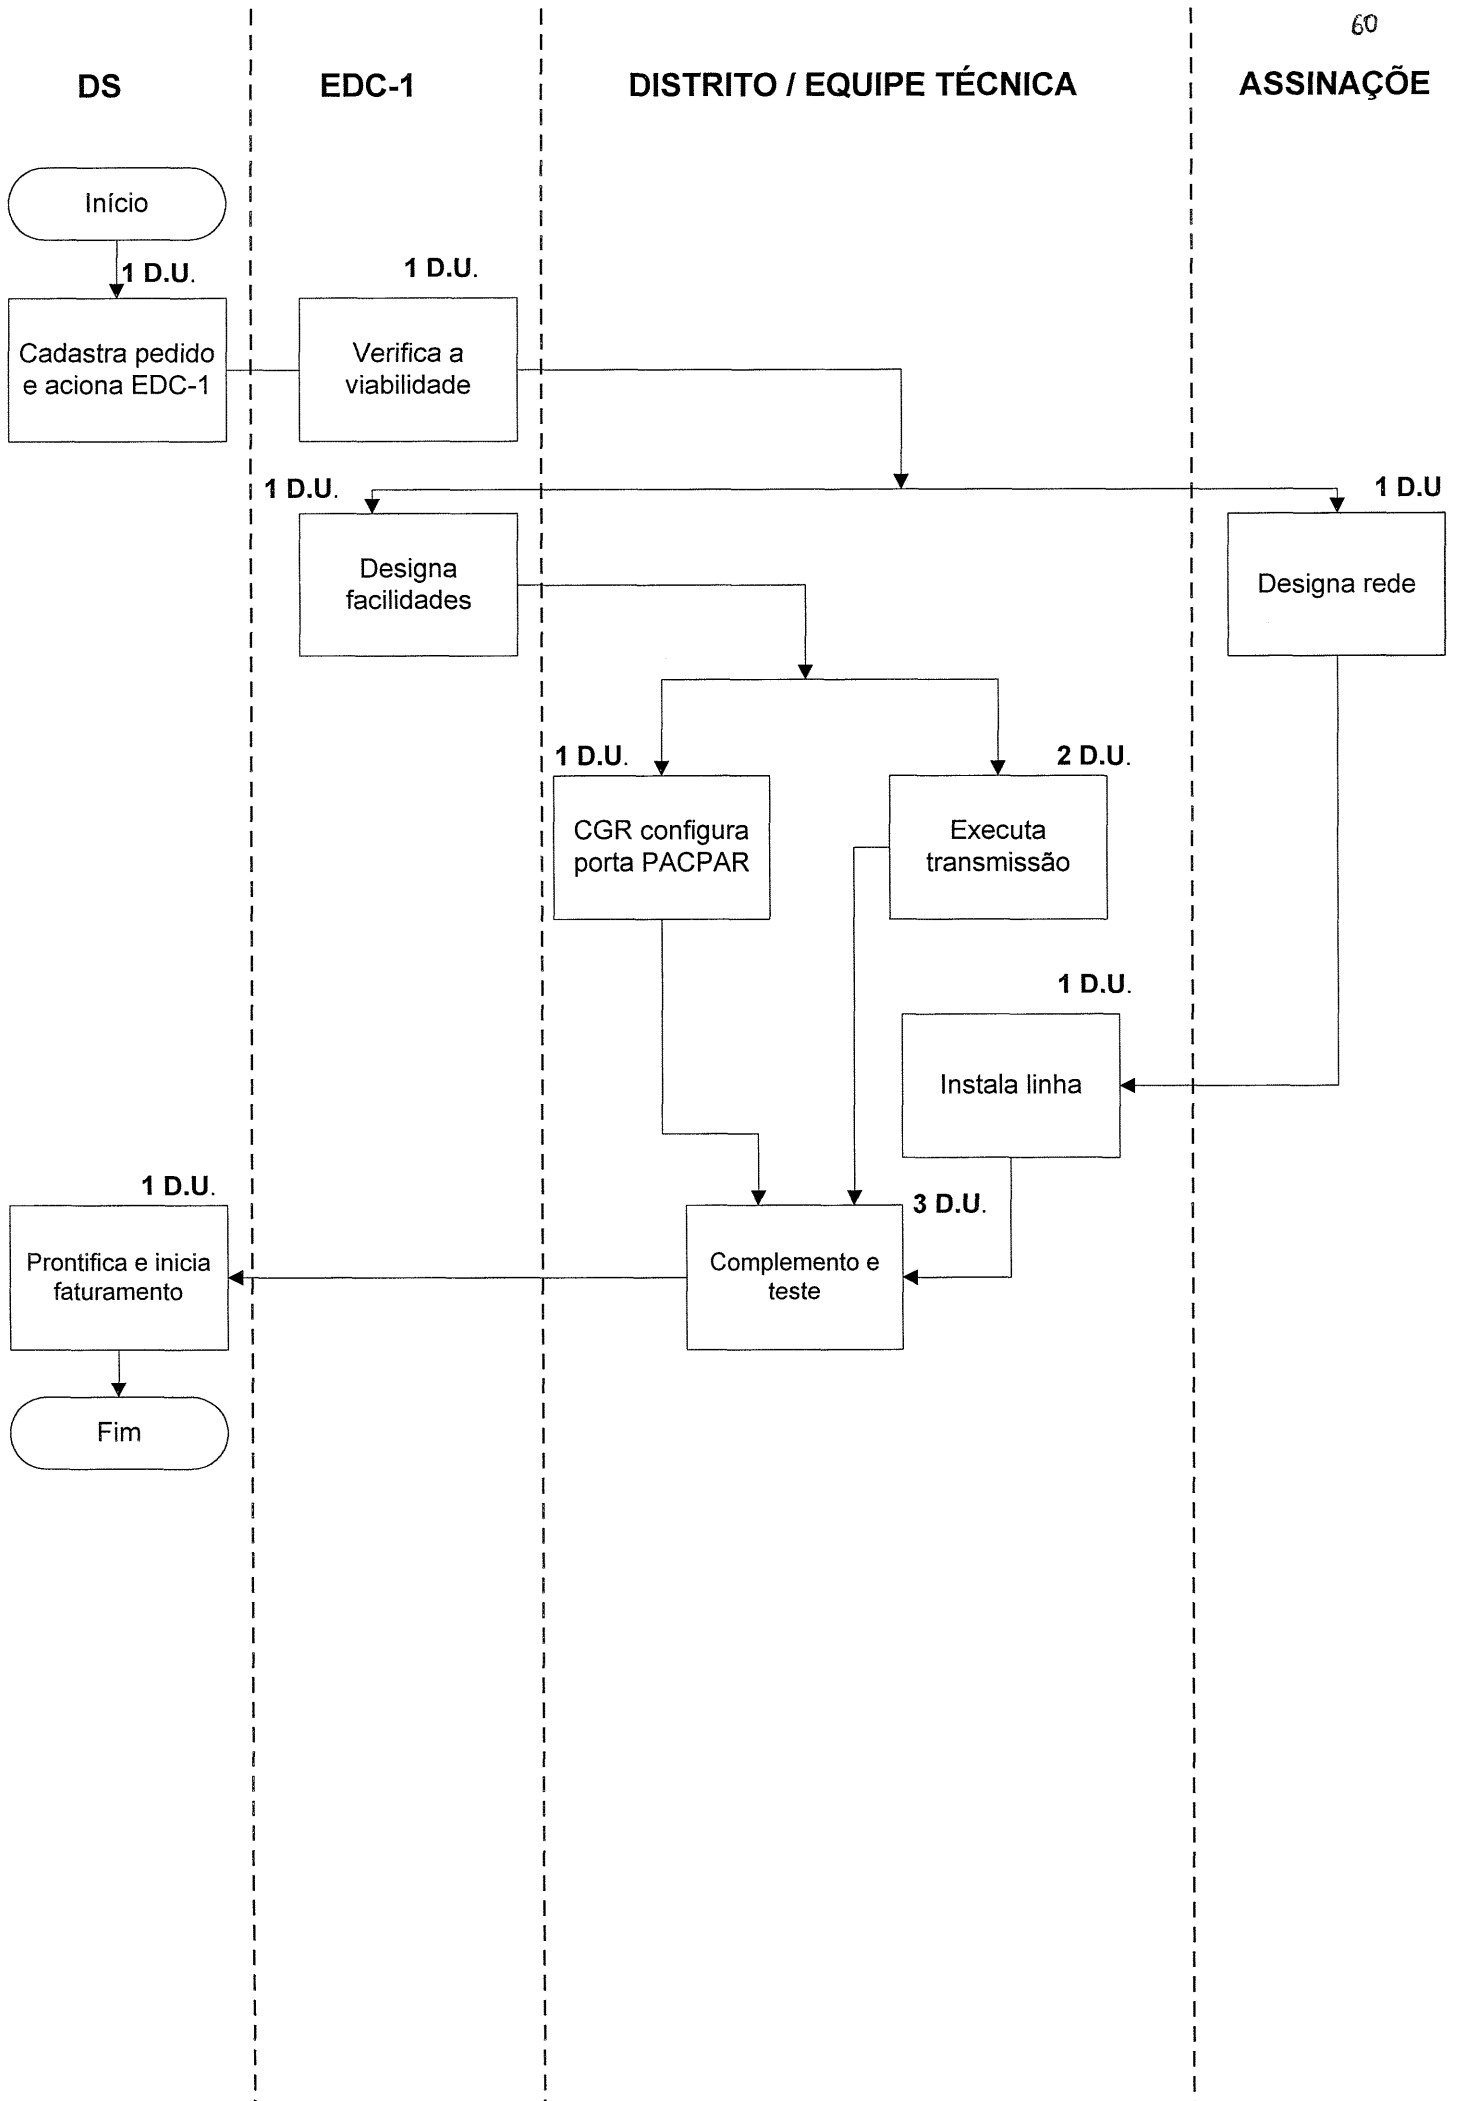 60
DS
EDC-1
DISTRITO / EQUIPE TÉCNICA
ASSINAÇÕE
Início
1 D.U.
1 D.U.
Cadastra pedido
e aciona EDC-1
Verifica a
viabilidade
1 D.U.
1 D.U
Designa
facilidades
Designa rede
1 D.U.
2 D.U.
CGR configura
porta PACPAR
Executa
transmissão
1 D.U.
Instala linha
1 D.U.
3 D.U.
Prontifica e inicia
faturamento
Complemento e
teste
Fim